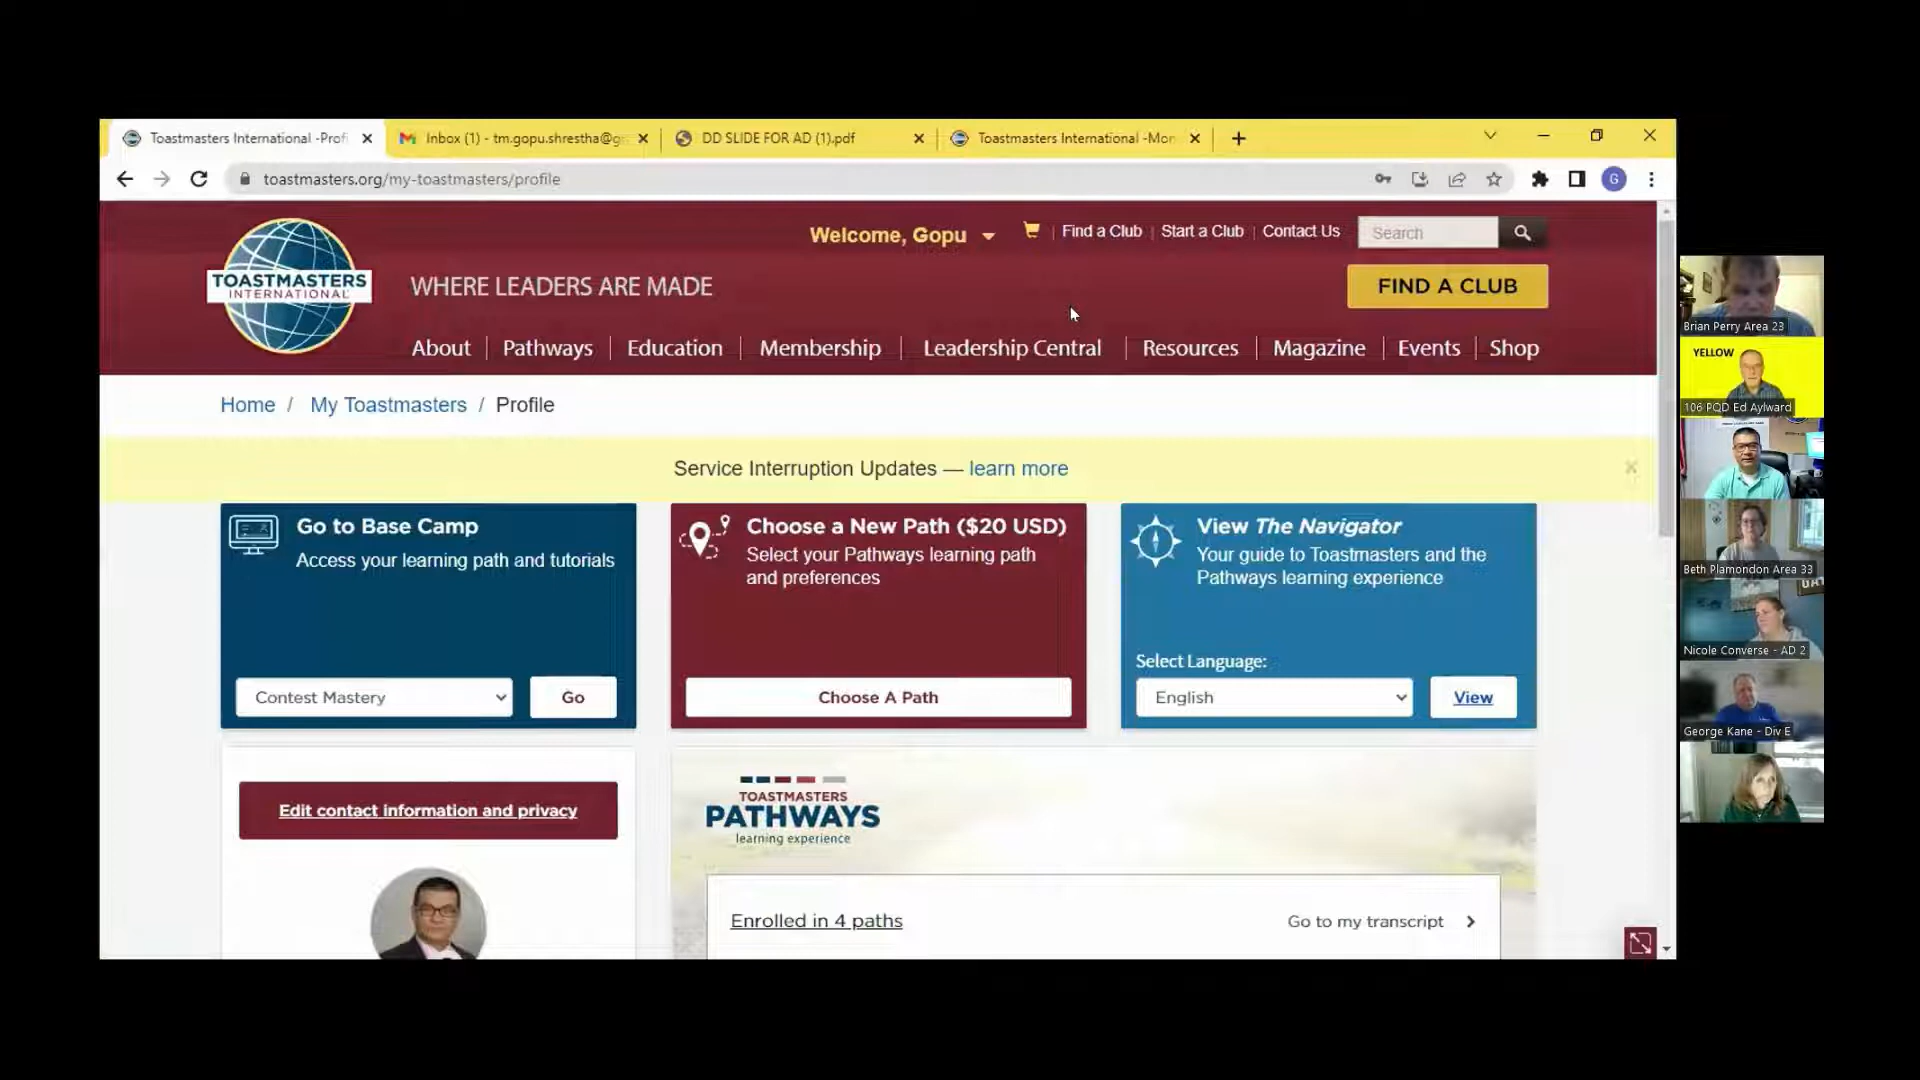 Toastmasters International -Profi
Inbox (1) - tm.gopu.shrestha@g
DD SLIDE FOR AD (1).pdf
Toastmasters International -Mon
toastmasters.org/my-toastmasters/profile
G
Welcome, Gopu
Find a Club
Start a Club
Contact Us
Search
TOASTMASTERS
INTERNATIONAL
WHERE LEADERS ARE MADE
FIND A CLUB
About
Pathways
Education
Membership
Leadership Central
Resources
Magazine
Events
Shop
Home / My Toastmasters / Profile
Service Interruption Updates — learn more
Go to Base Camp
Access your learning path and tutorials
Contest Mastery
Go
Choose a New Path ($20 USD)
Select your Pathways learning path
and preferences
Choose A Path
View The Navigator
Your guide to Toastmasters and the
Pathways learning experience
Select Language:
English
View
Edit contact information and privacy
TOASTMASTERS
PATHWAYS
learning experience
Enrolled in 4 paths
Go to my transcript
Brian Perry Area 23
YELLOW
106 PQD Ed Aylward
Beth Plamondon Area 33
Nicole Converse - AD 2
George Kane - Div E